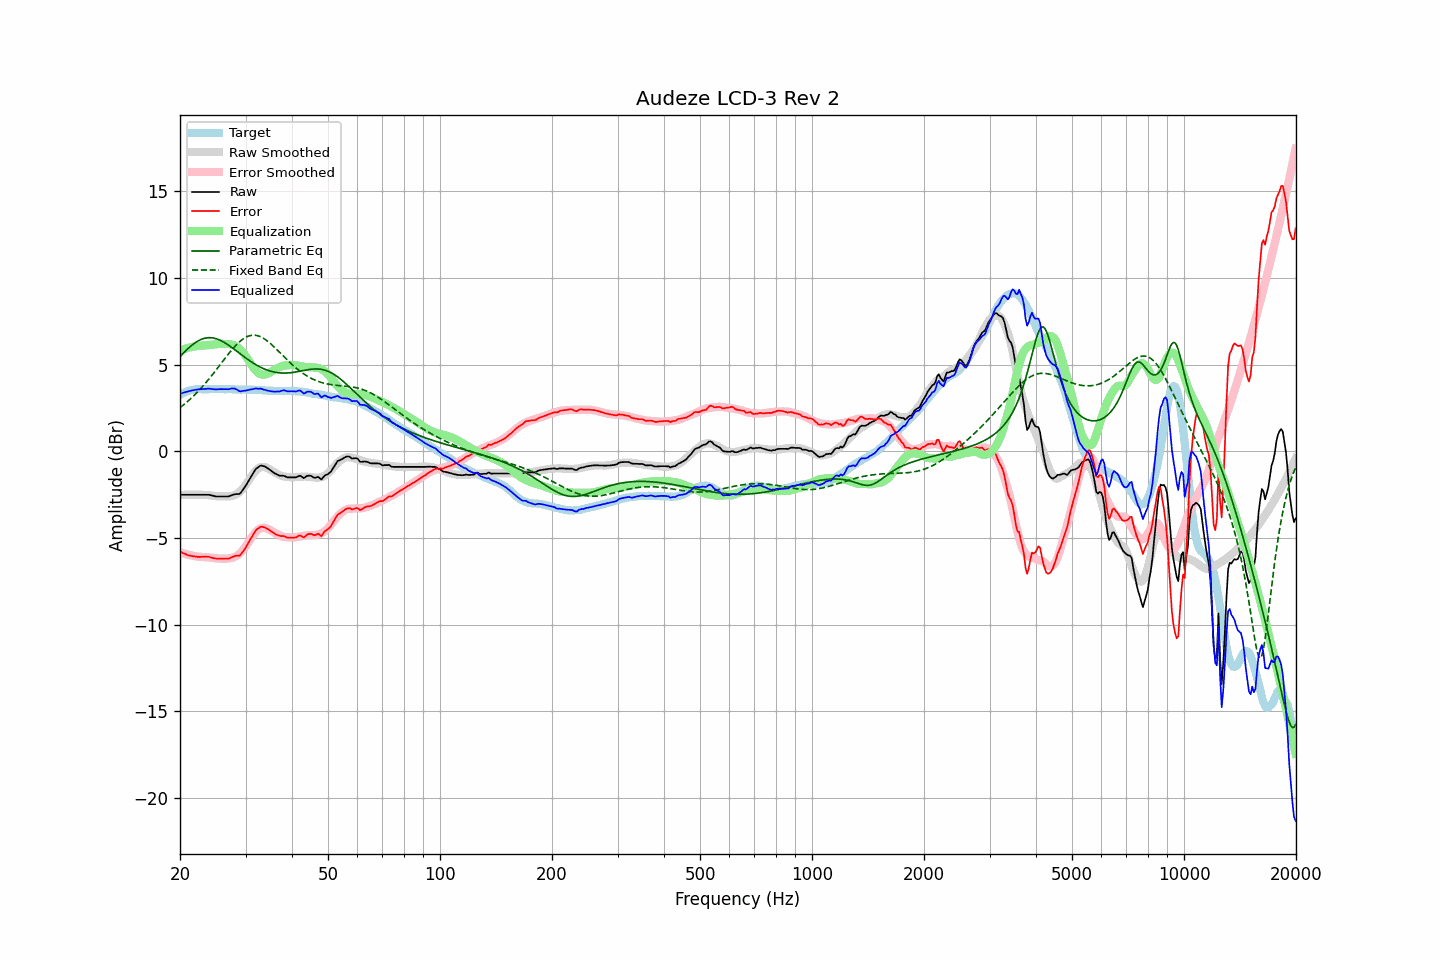 Audeze LCD-3 Rev 2
Target
Raw Smoothed
Error Smoothed
Raw
Error
Equalization
Parametric Eq
Fixed Band Eq
Equalized
Amplitude (dBr)
15
10
5
0
−5
−10
−15
−20
20 50 100 200 500 1000 2000 5000 10000 20000
Frequency (Hz)